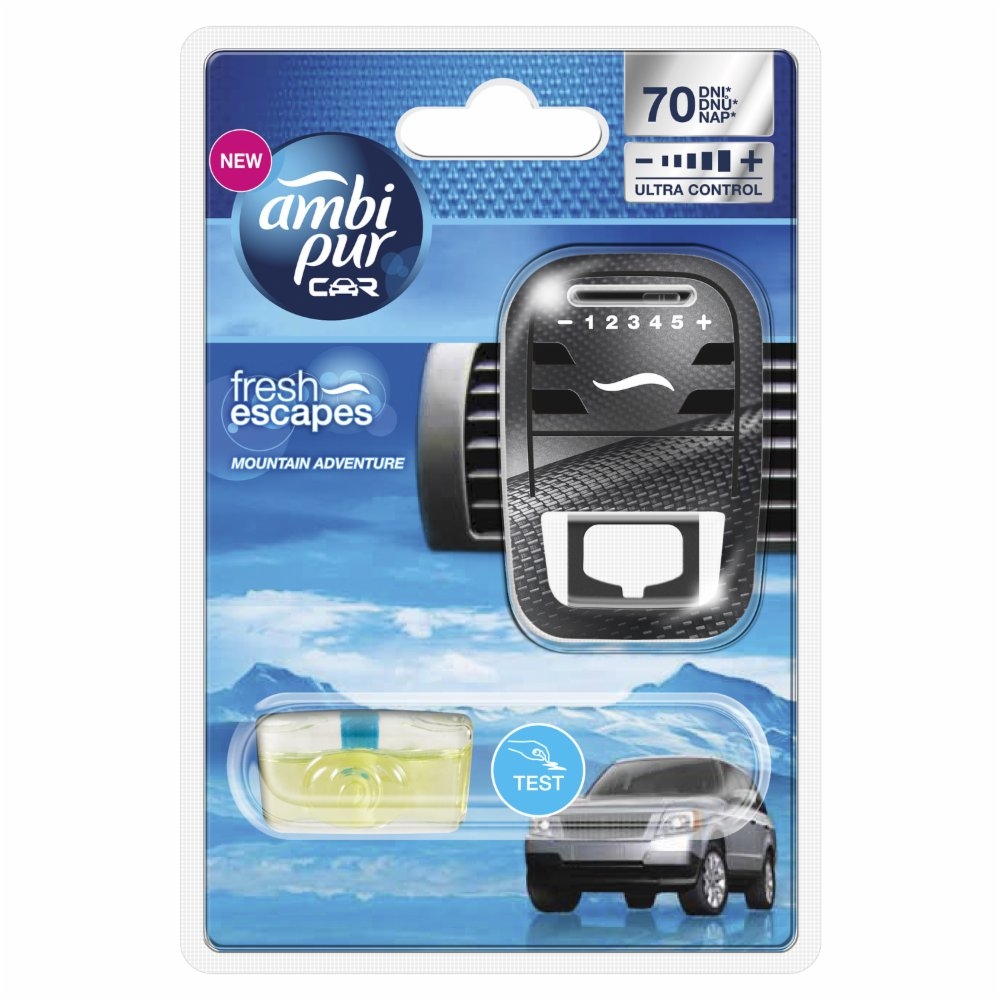 70 DNI*
DNŮ*
NAP*
NEW
- +
ULTRA CONTROL
ambi
pur
CAR
- 1 2 3 4 5 +
fresh
escapes
MOUNTAIN ADVENTURE
TEST